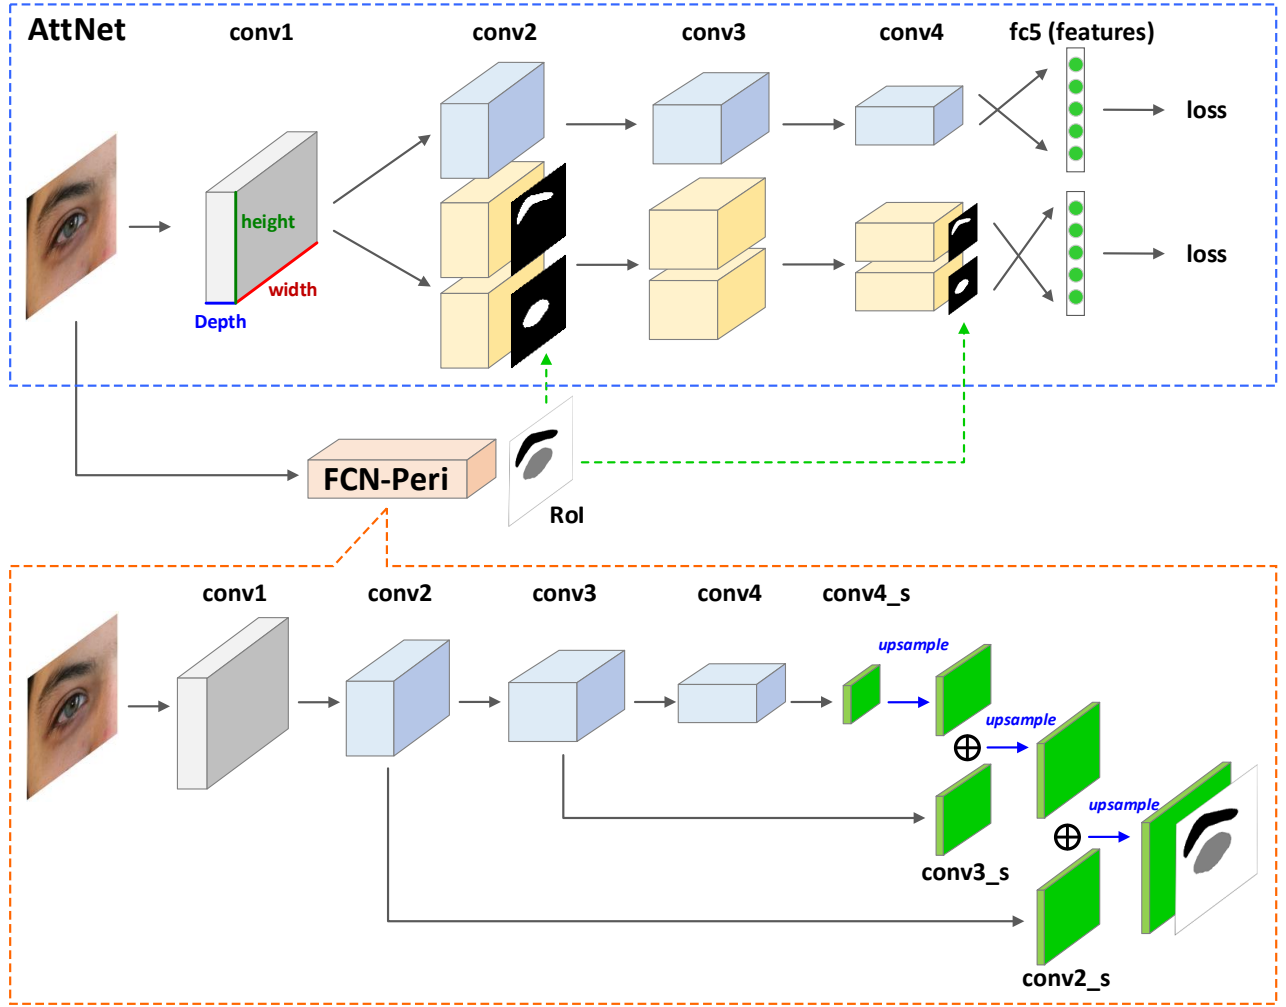 AttNet
conv1
conv2
conv3
conv4
fc5 (features)
height
width
Depth
loss
loss
FCN-Peri
RoI
conv1
conv2
conv3
conv4
conv4_s
upsample
upsample
upsample
conv3_s
conv2_s